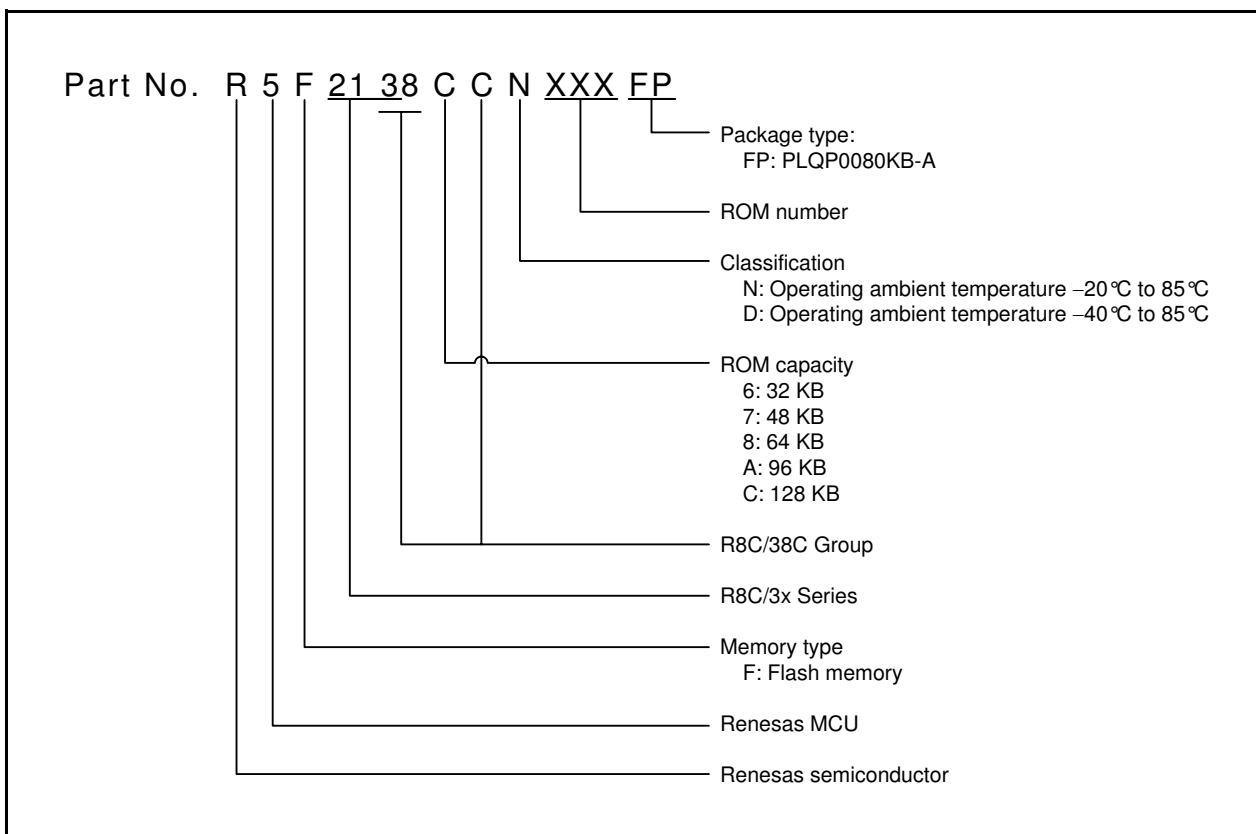 Part No. R 5 F 21 38 C C N XXX FP
Package type:
FP: PLQP0080KB-A
ROM number
Classification
N: Operating ambient temperature –20°C to 85°C
D: Operating ambient temperature –40°C to 85°C
ROM capacity
6: 32 KB
7: 48 KB
8: 64 KB
A: 96 KB
C: 128 KB
R8C/38C Group
R8C/3x Series
Memory type
F: Flash memory
Renesas MCU
Renesas semiconductor